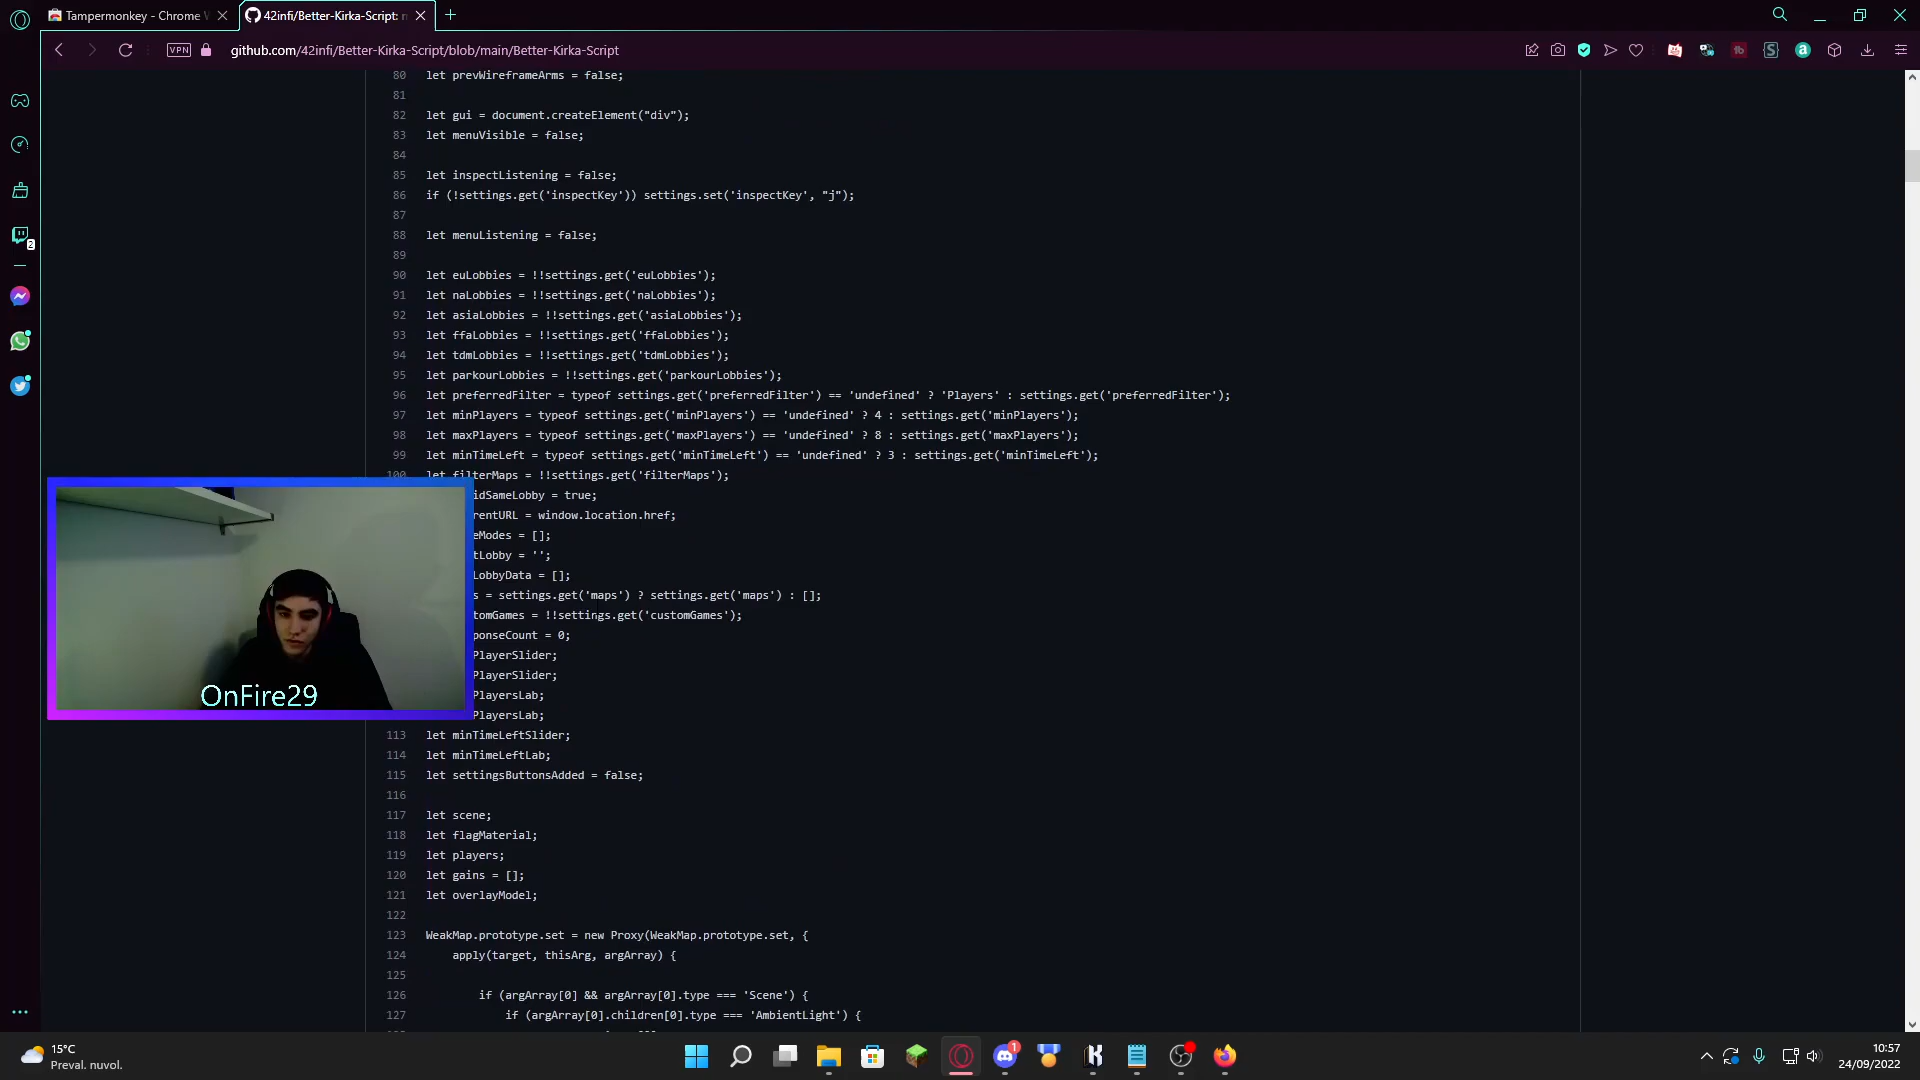 Tampermonkey - Chrome W
42infi/Better-Kirka-Script: n
VPN
github.com/42infi/Better-Kirka-Script/blob/main/Better-Kirka-Script
80 let prevWireframeArms = false;
81
82 let gui = document.createElement("div");
83 let menuVisible = false;
84
85 let inspectListening = false;
86 if (!settings.get('inspectKey')) settings.set('inspectKey', "j");
87
88 let menuListening = false;
89
90 let euLobbies = !!settings.get('euLobbies');
91 let naLobbies = !!settings.get('naLobbies');
92 let asiaLobbies = !!settings.get('asiaLobbies');
93 let ffaLobbies = !!settings.get('ffaLobbies');
94 let tdmLobbies = !!settings.get('tdmLobbies');
95 let parkourLobbies = !!settings.get('parkourLobbies');
96 let preferredFilter = typeof settings.get('preferredFilter') == 'undefined' ? 'Players' : settings.get('preferredFilter');
97 let minPlayers = typeof settings.get('minPlayers') == 'undefined' ? 4 : settings.get('minPlayers');
98 let maxPlayers = typeof settings.get('maxPlayers') == 'undefined' ? 8 : settings.get('maxPlayers');
99 let minTimeLeft = typeof settings.get('minTimeLeft') == 'undefined' ? 3 : settings.get('minTimeLeft');
100 let filterMaps = !!settings.get('filterMaps');
idSameLobby = true;
rentURL = window.location.href;
eModes = [];
tLobby = '';
LobbyData = [];
s = settings.get('maps') ? settings.get('maps') : [];
tomGames = !!settings.get('customGames');
ponseCount = 0;
PlayerSlider;
PlayerSlider;
PlayersLab;
PlayersLab;
113 let minTimeLeftSlider;
114 let minTimeLeftLab;
115 let settingsButtonsAdded = false;
116
117 let scene;
118 let flagMaterial;
119 let players;
120 let gains = [];
121 let overlayModel;
122
123 WeakMap.prototype.set = new Proxy(WeakMap.prototype.set, {
124 apply(target, thisArg, argArray) {
125
126 if (argArray[0] && argArray[0].type === 'Scene') {
127 if (argArray[0].children[0].type === 'AmbientLight') {
OnFire29
2
15°C
Preval. nuvol.
1
10:57
24/09/2022